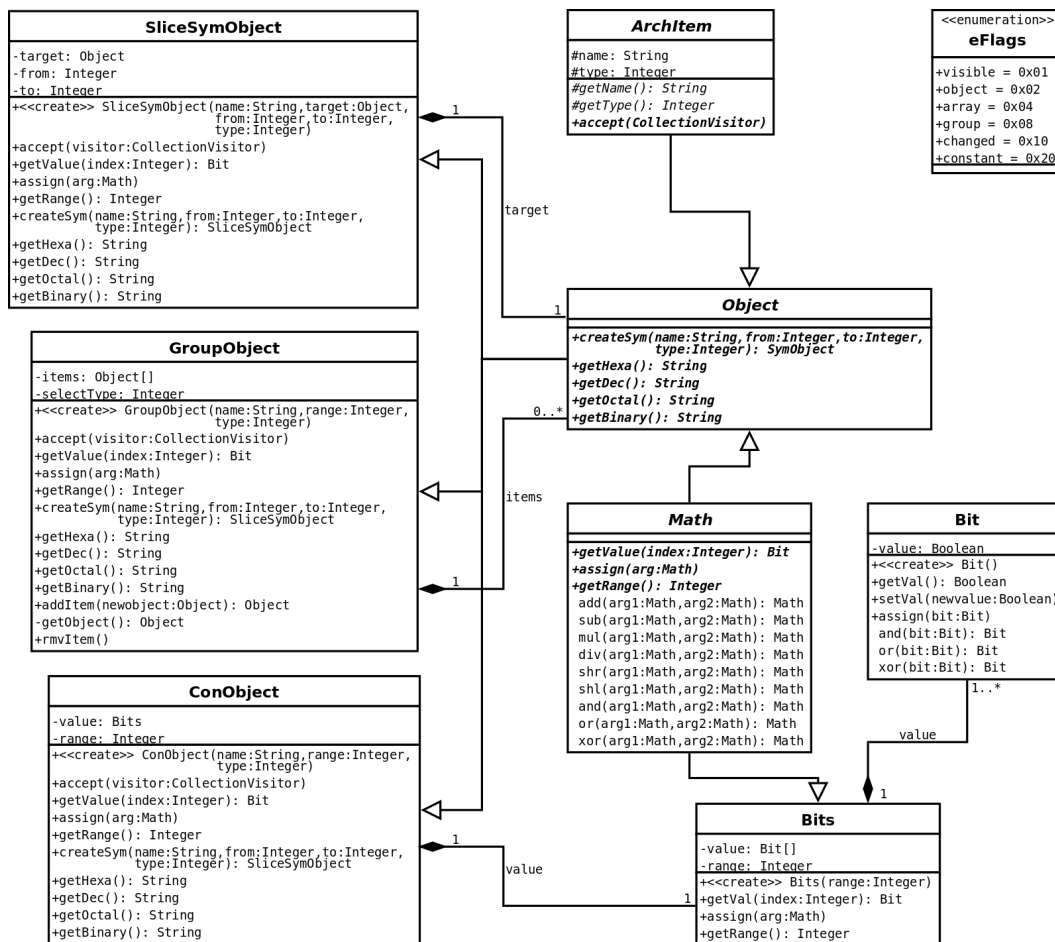 SliceSymObject
-target: Object
-from: Integer
-to: Integer
+<<create>> SliceSymObject(name:String,target:Object,
from:Integer,to:Integer,
type:Integer)
+accept(visitor:CollectionVisitor)
+getValue(index:Integer): Bit
+assign(arg:Math)
+getRange(): Integer
+createSym(name:String,from:Integer,to:Integer,
type:Integer): SliceSymObject
+getHexa(): String
+getDec(): String
+getOctal(): String
+getBinary(): String
1
target
1
ArchItem
#name: String
#type: Integer
#getName(): String
#getType(): Integer
+accept(CollectionVisitor)
<<enumeration>>
eFlags
+visible = 0x01
+object = 0x02
+array = 0x04
+group = 0x08
+changed = 0x10
+constant = 0x20
Object
+createSym(name:String,from:Integer,to:Integer,
type:Integer): SymObject
+getHexa(): String
+getDec(): String
+getOctal(): String
+getBinary(): String
GroupObject
-items: Object[]
-selectType: Integer
+<<create>> GroupObject(name:String,range:Integer,
type:Integer)
+accept(visitor:CollectionVisitor)
+getValue(index:Integer): Bit
+assign(arg:Math)
+getRange(): Integer
+createSym(name:String,from:Integer,to:Integer,
type:Integer): SliceSymObject
+getHexa(): String
+getDec(): String
+getOctal(): String
+getBinary(): String
+addItem(newobject:Object): Object
-getObject(): Object
+rmvItem()
0..*
items
1
Math
+getValue(index:Integer): Bit
+assign(arg:Math)
+getRange(): Integer
add(arg1:Math,arg2:Math): Math
sub(arg1:Math,arg2:Math): Math
mul(arg1:Math,arg2:Math): Math
div(arg1:Math,arg2:Math): Math
shr(arg1:Math,arg2:Math): Math
shl(arg1:Math,arg2:Math): Math
and(arg1:Math,arg2:Math): Math
or(arg1:Math,arg2:Math): Math
xor(arg1:Math,arg2:Math): Math
Bit
-value: Boolean
+<<create>> Bit()
+getVal(): Boolean
+setVal(newvalue:Boolean)
+assign(bit:Bit)
and(bit:Bit): Bit
or(bit:Bit): Bit
xor(bit:Bit): Bit
1..*
value
1
ConObject
-value: Bits
-range: Integer
+<<create>> ConObject(name:String,range:Integer,
type:Integer)
+accept(visitor:CollectionVisitor)
+getValue(index:Integer): Bit
+assign(arg:Math)
+getRange(): Integer
+createSym(name:String,from:Integer,to:Integer,
type:Integer): SliceSymObject
+getHexa(): String
+getDec(): String
+getOctal(): String
+getBinary(): String
1
value
1
Bits
-value: Bit[]
-range: Integer
+<<create>> Bits(range:Integer)
+getVal(index:Integer): Bit
+assign(arg:Math)
+getRange(): Integer